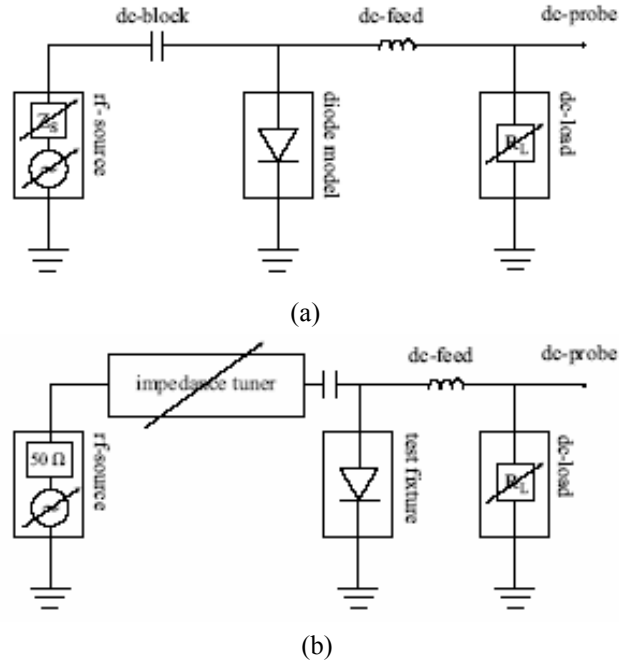 dc-block
dc-feed
dc-probe
Zs
rf-source
diode model
RL
dc-load
(a)
impedance tuner
dc-feed
dc-probe
50 Ω
rf-source
test fixture
RL
dc-load
(b)